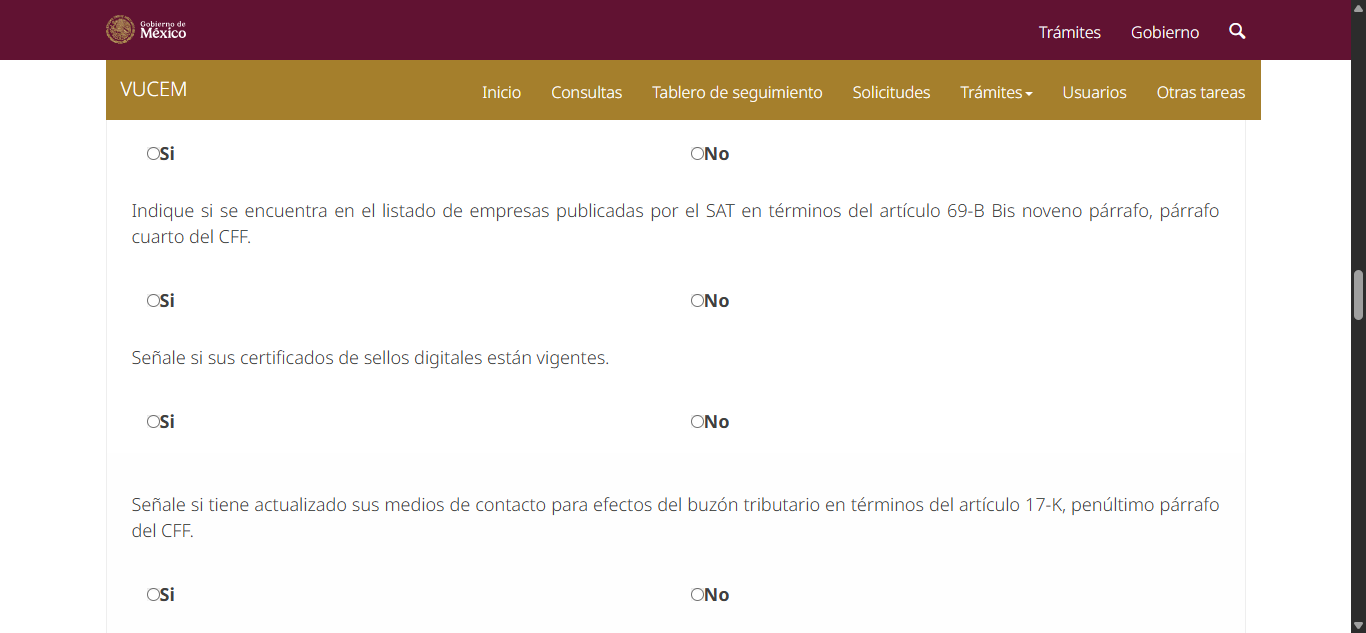 Gobierno de
México
Trámites
Gobierno
VUCEM
Inicio
Consultas
Tablero de seguimiento
Solicitudes
Trámites
Usuarios
Otras tareas
Si
No
Indique si se encuentra en el listado de empresas publicadas por el SAT en términos del artículo 69-B Bis noveno párrafo, párrafo
cuarto del CFF.
Si
No
Señale si sus certificados de sellos digitales están vigentes.
Si
No
Señale si tiene actualizado sus medios de contacto para efectos del buzón tributario en términos del artículo 17-K, penúltimo párrafo
del CFF.
Si
No